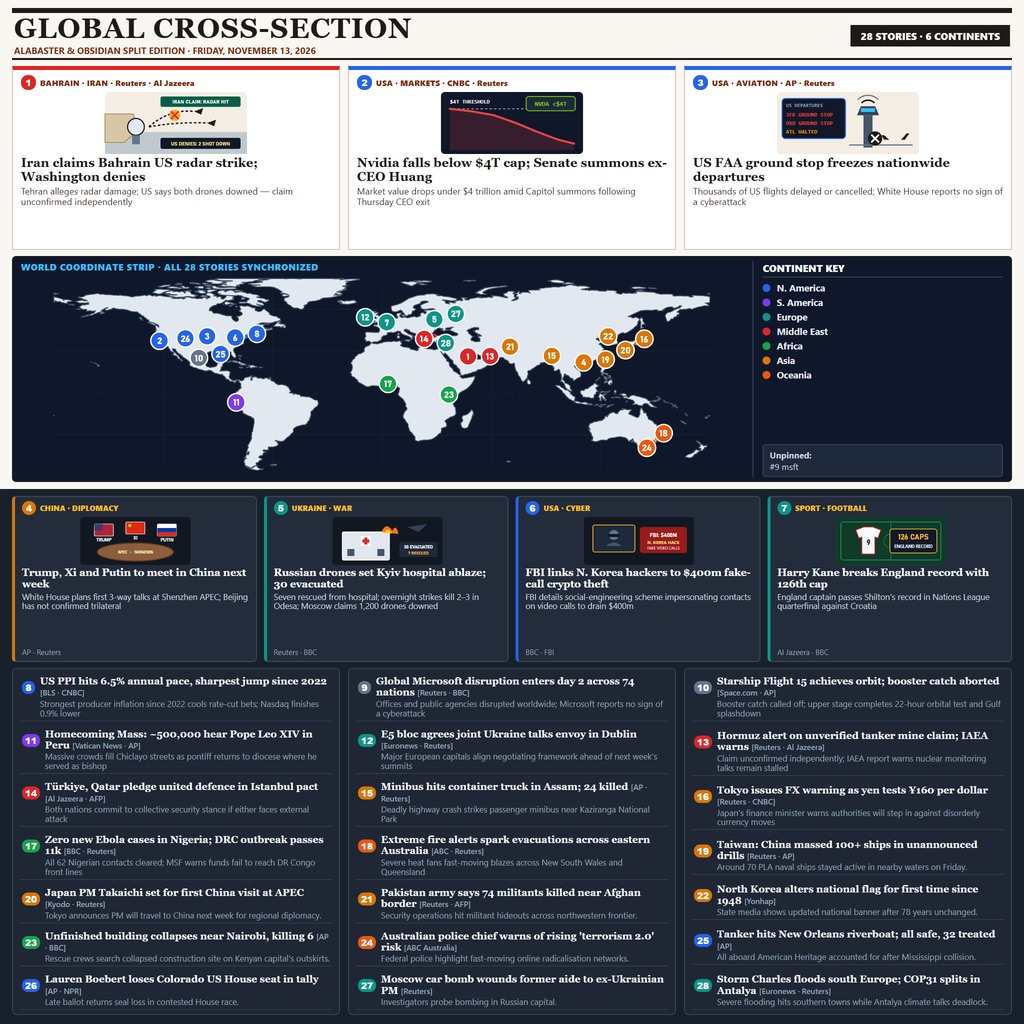 GLOBAL CROSS-SECTION
ALABASTER & OBSIDIAN SPLIT EDITION · FRIDAY, NOVEMBER 13, 2026
28 STORIES · 6 CONTINENTS
1 BAHRAIN · IRAN · Reuters · Al Jazeera
IRAN CLAIM: RADAR HIT
US DENIES: 2 SHOT DOWN
Iran claims Bahrain US radar strike;
Washington denies
Tehran alleges radar damage; US says both drones downed — claim
unconfirmed independently
2 USA · MARKETS · CNBC · Reuters
$4T THRESHOLD
NVDA <$4T
Nvidia falls below $4T cap; Senate summons ex-
CEO Huang
Market value drops under $4 trillion amid Capitol summons following
Thursday CEO exit
3 USA · AVIATION · AP · Reuters
US DEPARTURES
JFK GROUND STOP
ORD GROUND STOP
ATL HALTED
US FAA ground stop freezes nationwide
departures
Thousands of US flights delayed or cancelled; White House reports no sign of
a cyberattack
WORLD COORDINATE STRIP · ALL 28 STORIES SYNCHRONIZED
2
26
3
6
8
10
25
11
12
7
5
27
14
28
1
13
21
17
23
15
4
19
22
20
16
18
24
CONTINENT KEY
N. America
S. America
Europe
Middle East
Africa
Asia
Oceania
Unpinned:
#9 msft
4 CHINA · DIPLOMACY
TRUMP
XI
PUTIN
APEC · SHENZHEN
Trump, Xi and Putin to meet in China next
week
White House plans first 3-way talks at Shenzhen APEC; Beijing
has not confirmed trilateral
AP · Reuters
5 UKRAINE · WAR
30 EVACUATED
7 RESCUED
Russian drones set Kyiv hospital ablaze;
30 evacuated
Seven rescued from hospital; overnight strikes kill 2–3 in
Odesa; Moscow claims 1,200 drones downed
Reuters · BBC
6 USA · CYBER
FBI: $400M
N. KOREA HACK
FAKE VIDEO CALLS
FBI links N. Korea hackers to $400m fake-
call crypto theft
FBI details social-engineering scheme impersonating contacts
on video calls to drain $400m
BBC · FBI
7 SPORT · FOOTBALL
9
126 CAPS
ENGLAND RECORD
Harry Kane breaks England record with
126th cap
England captain passes Shilton's record in Nations League
quarterfinal against Croatia
Al Jazeera · BBC
8 US PPI hits 6.5% annual pace, sharpest jump since 2022
[BLS · CNBC]
Strongest producer inflation since 2022 cools rate-cut bets; Nasdaq finishes
0.9% lower
11 Homecoming Mass: ~500,000 hear Pope Leo XIV in
Peru [Vatican News · AP]
Massive crowds fill Chiclayo streets as pontiff returns to diocese where he
served as bishop
14 Türkiye, Qatar pledge united defence in Istanbul pact
[Al Jazeera · AFP]
Both nations commit to collective security stance if either faces external
attack
17 Zero new Ebola cases in Nigeria; DRC outbreak passes
11k [BBC · Reuters]
All 62 Nigerian contacts cleared; MSF warns funds fail to reach DR Congo
front lines
20 Japan PM Takaichi set for first China visit at APEC
[Kyodo · Reuters]
Tokyo announces PM will travel to China next week for regional diplomacy.
23 Unfinished building collapses near Nairobi, killing 6 [AP
· BBC]
Rescue crews search collapsed construction site on Kenyan capital's outskirts.
26 Lauren Boebert loses Colorado US House seat in tally
[AP · NPR]
Late ballot returns seal loss in contested House race.
9 Global Microsoft disruption enters day 2 across 74
nations [Reuters · BBC]
Offices and public agencies disrupted worldwide; Microsoft reports no sign of
a cyberattack
12 E5 bloc agrees joint Ukraine talks envoy in Dublin
[Euronews · Reuters]
Major European capitals align negotiating framework ahead of next week's
summits
15 Minibus hits container truck in Assam; 24 killed [AP ·
Reuters]
Deadly highway crash strikes passenger minibus near Kaziranga National
Park
18 Extreme fire alerts spark evacuations across eastern
Australia [ABC · Reuters]
Severe heat fans fast-moving blazes across New South Wales and
Queensland
21 Pakistan army says 74 militants killed near Afghan
border [Reuters · AFP]
Security operations hit militant hideouts across northwestern frontier.
24 Australian police chief warns of rising 'terrorism 2.0'
risk [ABC Australia]
Federal police highlight fast-moving online radicalisation networks.
27 Moscow car bomb wounds former aide to ex-Ukrainian
PM [Reuters]
Investigators probe bombing in Russian capital.
10 Starship Flight 15 achieves orbit; booster catch aborted
[Space.com · AP]
Booster catch called off; upper stage completes 22-hour orbital test and Gulf
splashdown
13 Hormuz alert on unverified tanker mine claim; IAEA
warns [Reuters · Al Jazeera]
Claim unconfirmed independently; IAEA report warns nuclear monitoring
talks remain stalled
16 Tokyo issues FX warning as yen tests ¥160 per dollar
[Reuters · CNBC]
Japan's finance minister warns authorities will step in against disorderly
currency moves
19 Taiwan: China massed 100+ ships in unannounced
drills [Reuters · AP]
Around 70 PLA naval ships stayed active in nearby waters on Friday.
22 North Korea alters national flag for first time since
1948 [Yonhap]
State media shows updated national banner after 78 years unchanged.
25 Tanker hits New Orleans riverboat; all safe, 32 treated
[AP]
All aboard American Heritage accounted for after Mississippi collision.
28 Storm Charles floods south Europe; COP31 splits in
Antalya [Euronews · Reuters]
Severe flooding hits southern towns while Antalya climate talks deadlock.